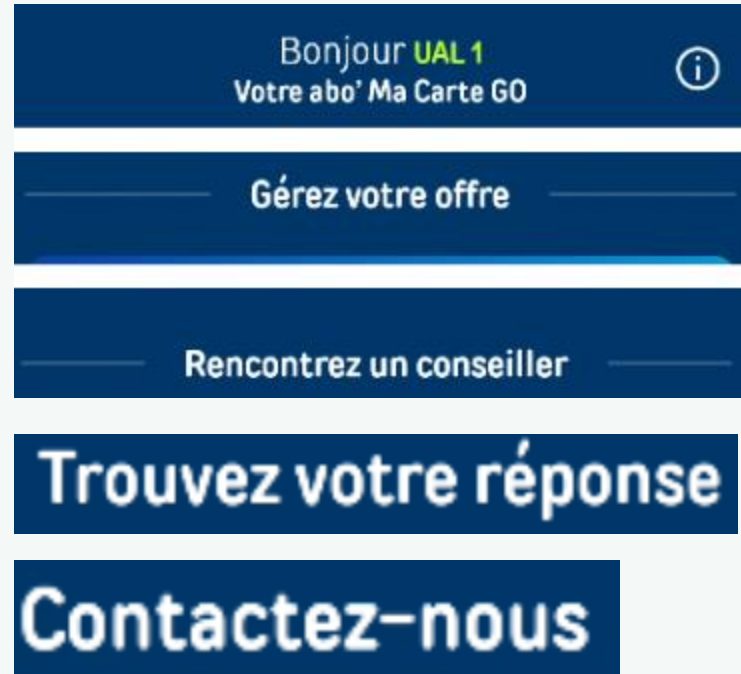 Bonjour UAL 1
Votre abo' Ma Carte GO
Gérez votre offre
Rencontrez un conseiller
Trouvez votre réponse
Contactez-nous